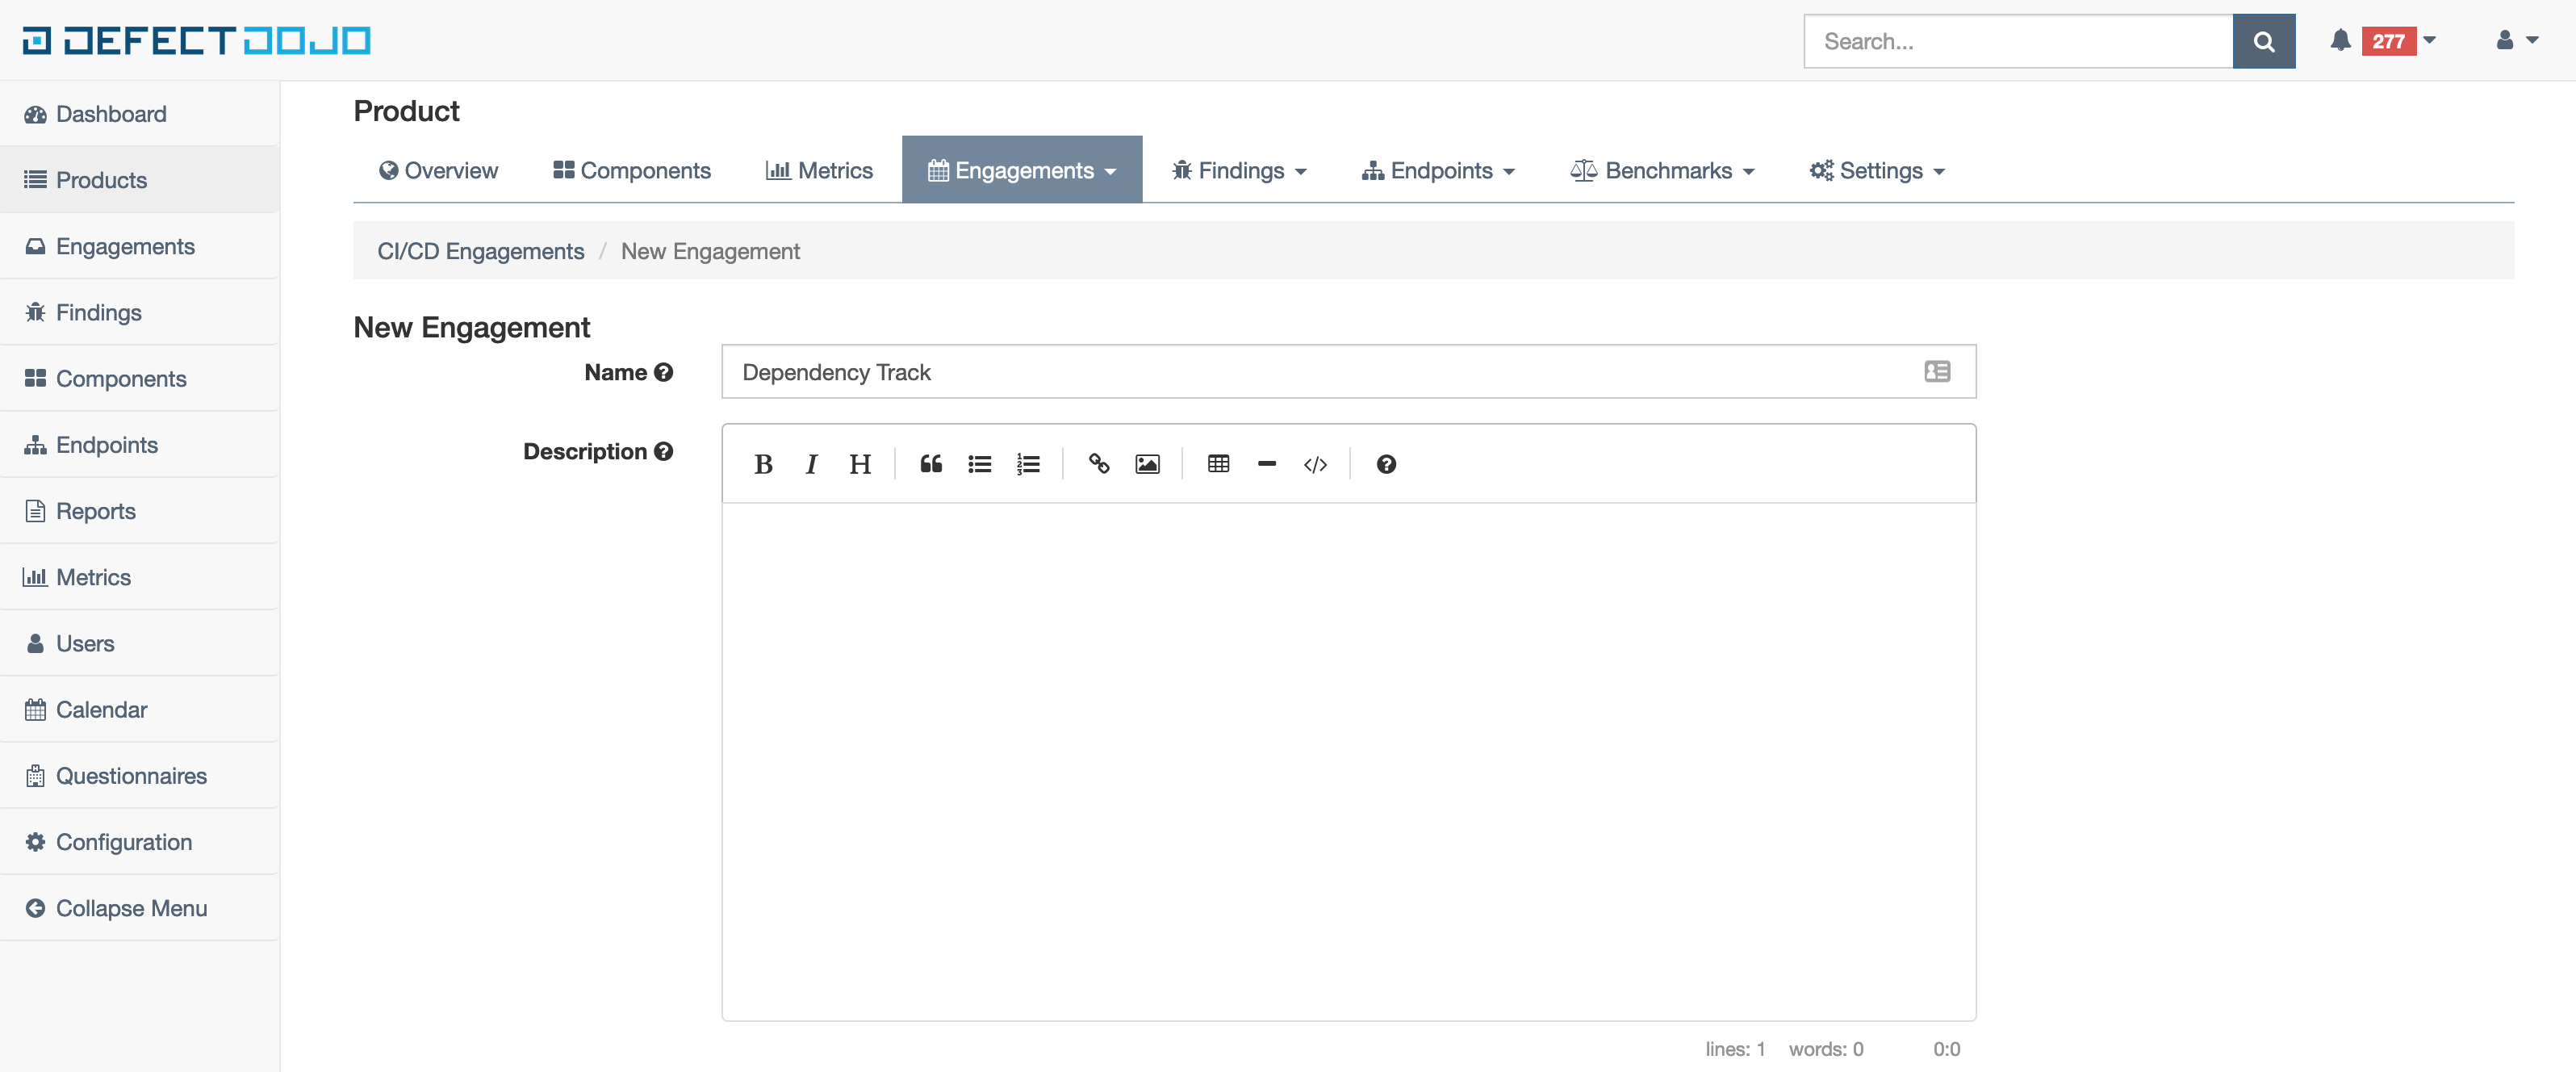 DEFECTDOJO
Search...
277
Dashboard
Products
Engagements
Findings
Components
Endpoints
Reports
Metrics
Users
Calendar
Questionnaires
Configuration
Collapse Menu
Product
Overview Components Metrics Engagements Findings Endpoints Benchmarks Settings
CI/CD Engagements / New Engagement
New Engagement
Name Dependency Track
Description
B I H
lines: 1 words: 0 0:0